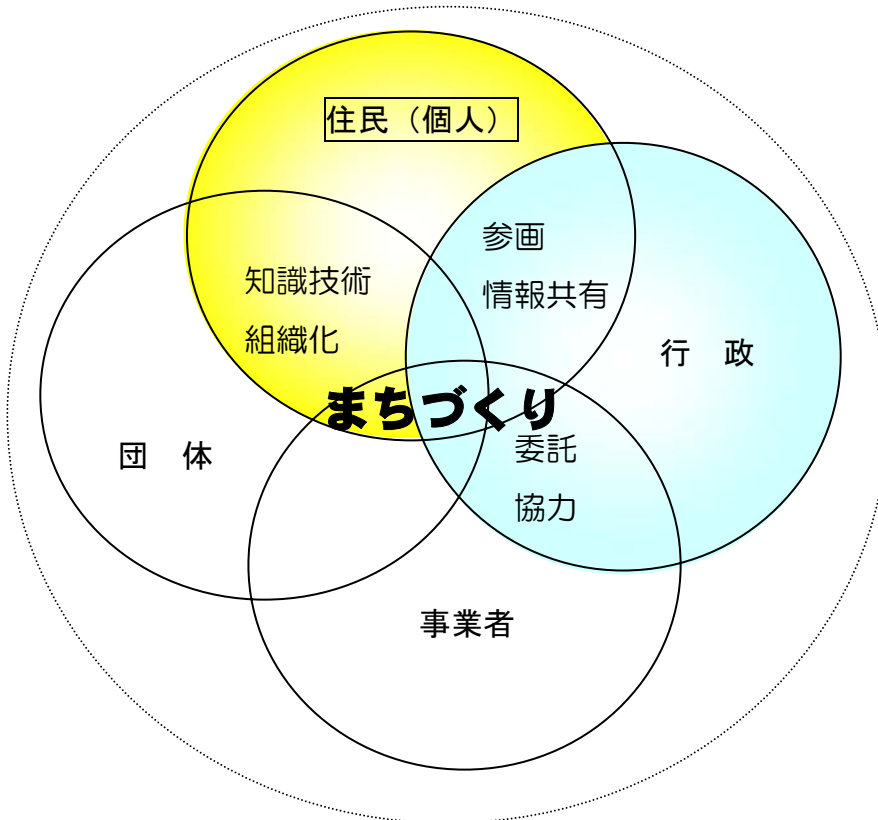 住民（個人）
参画
情報共有
知識技術
組織化
行　政
まちづくり
団　体
委託
協力
事業者